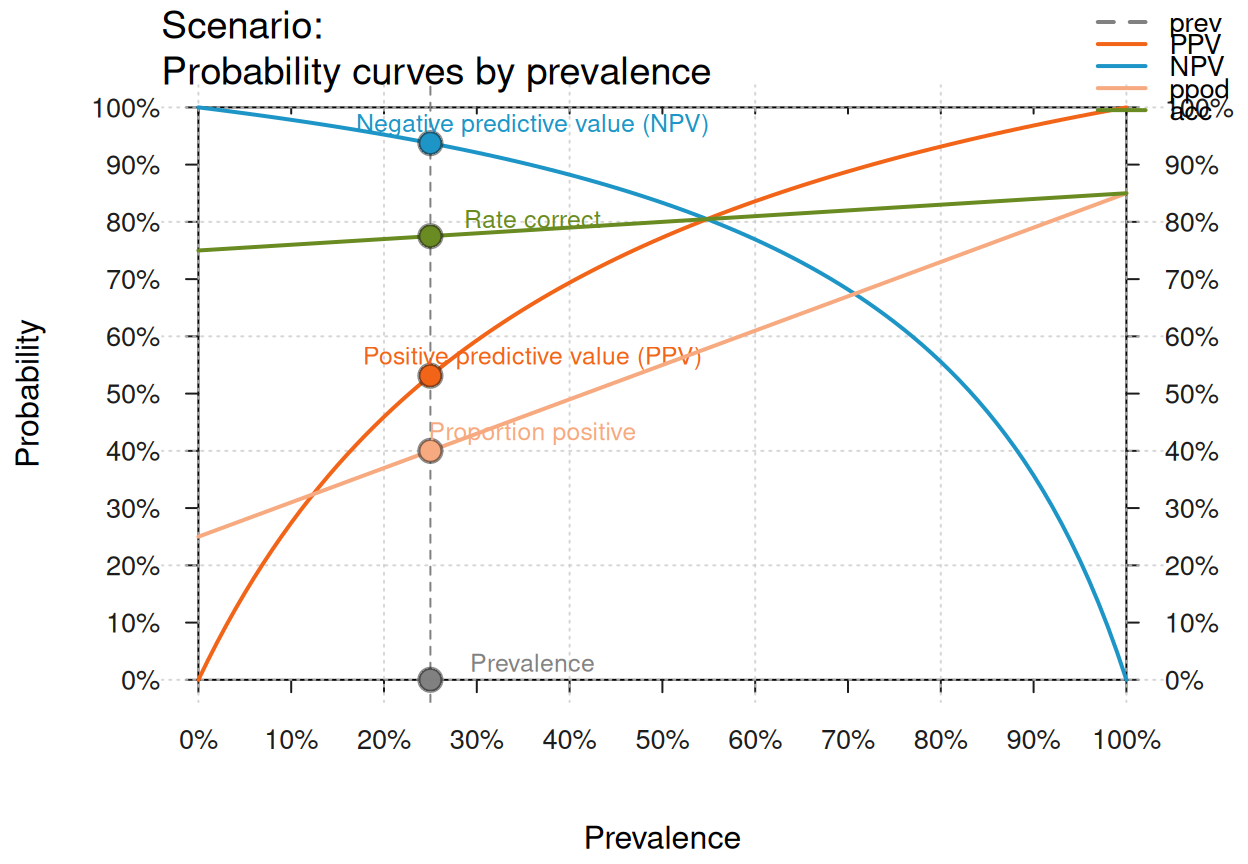 Scenario:
Probability curves by prevalence
prev
PPV
NPV
ppod
acc
100%
90%
80%
70%
60%
50%
40%
30%
20%
10%
0%
Probability
Negative predictive value (NPV)
Rate correct
Positive predictive value (PPV)
Proportion positive
Prevalence
100%
90%
80%
70%
60%
50%
40%
30%
20%
10%
0%
0% 10% 20% 30% 40% 50% 60% 70% 80% 90% 100%
Prevalence